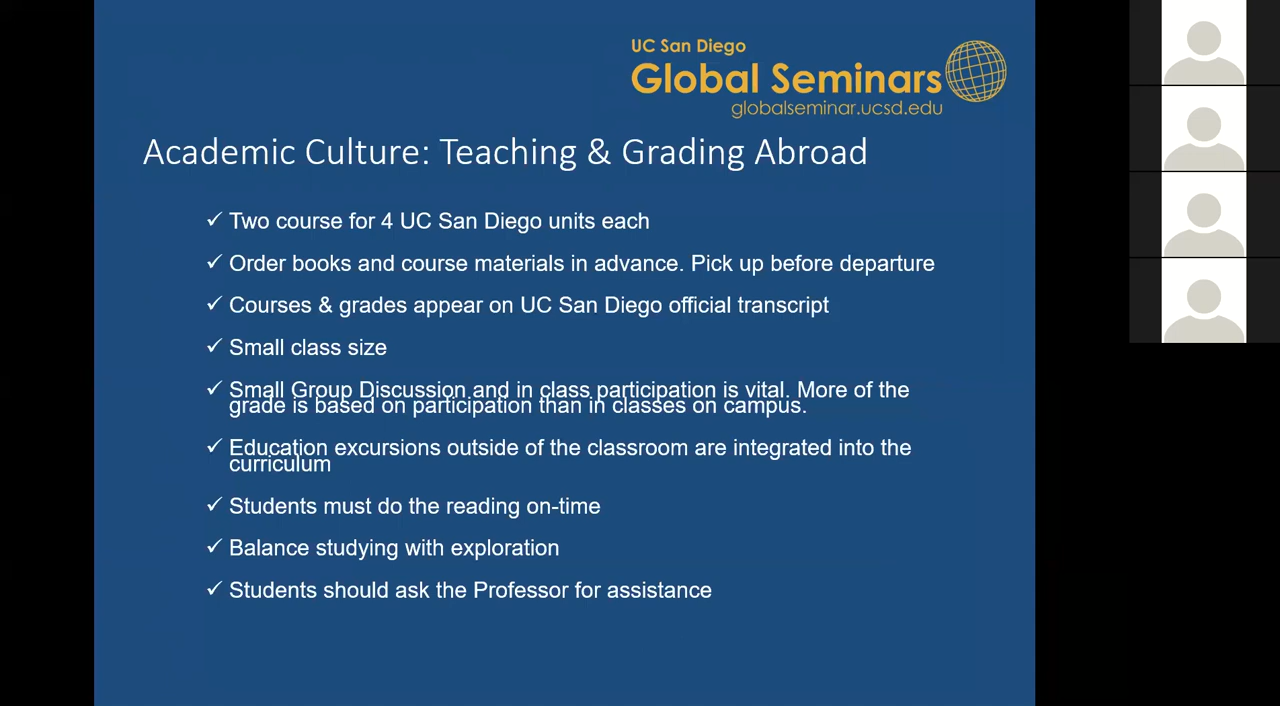 UC San Diego
Global Seminars
globalseminar.ucsd.edu
Academic Culture: Teaching & Grading Abroad
✓ Two course for 4 UC San Diego units each
✓ Order books and course materials in advance. Pick up before departure
✓ Courses & grades appear on UC San Diego official transcript
✓ Small class size
✓ Small Group Discussion and in class participation is vital. More of the
grade is based on participation than in classes on campus.
✓ Education excursions outside of the classroom are integrated into the
curriculum
✓ Students must do the reading on-time
✓ Balance studying with exploration
✓ Students should ask the Professor for assistance